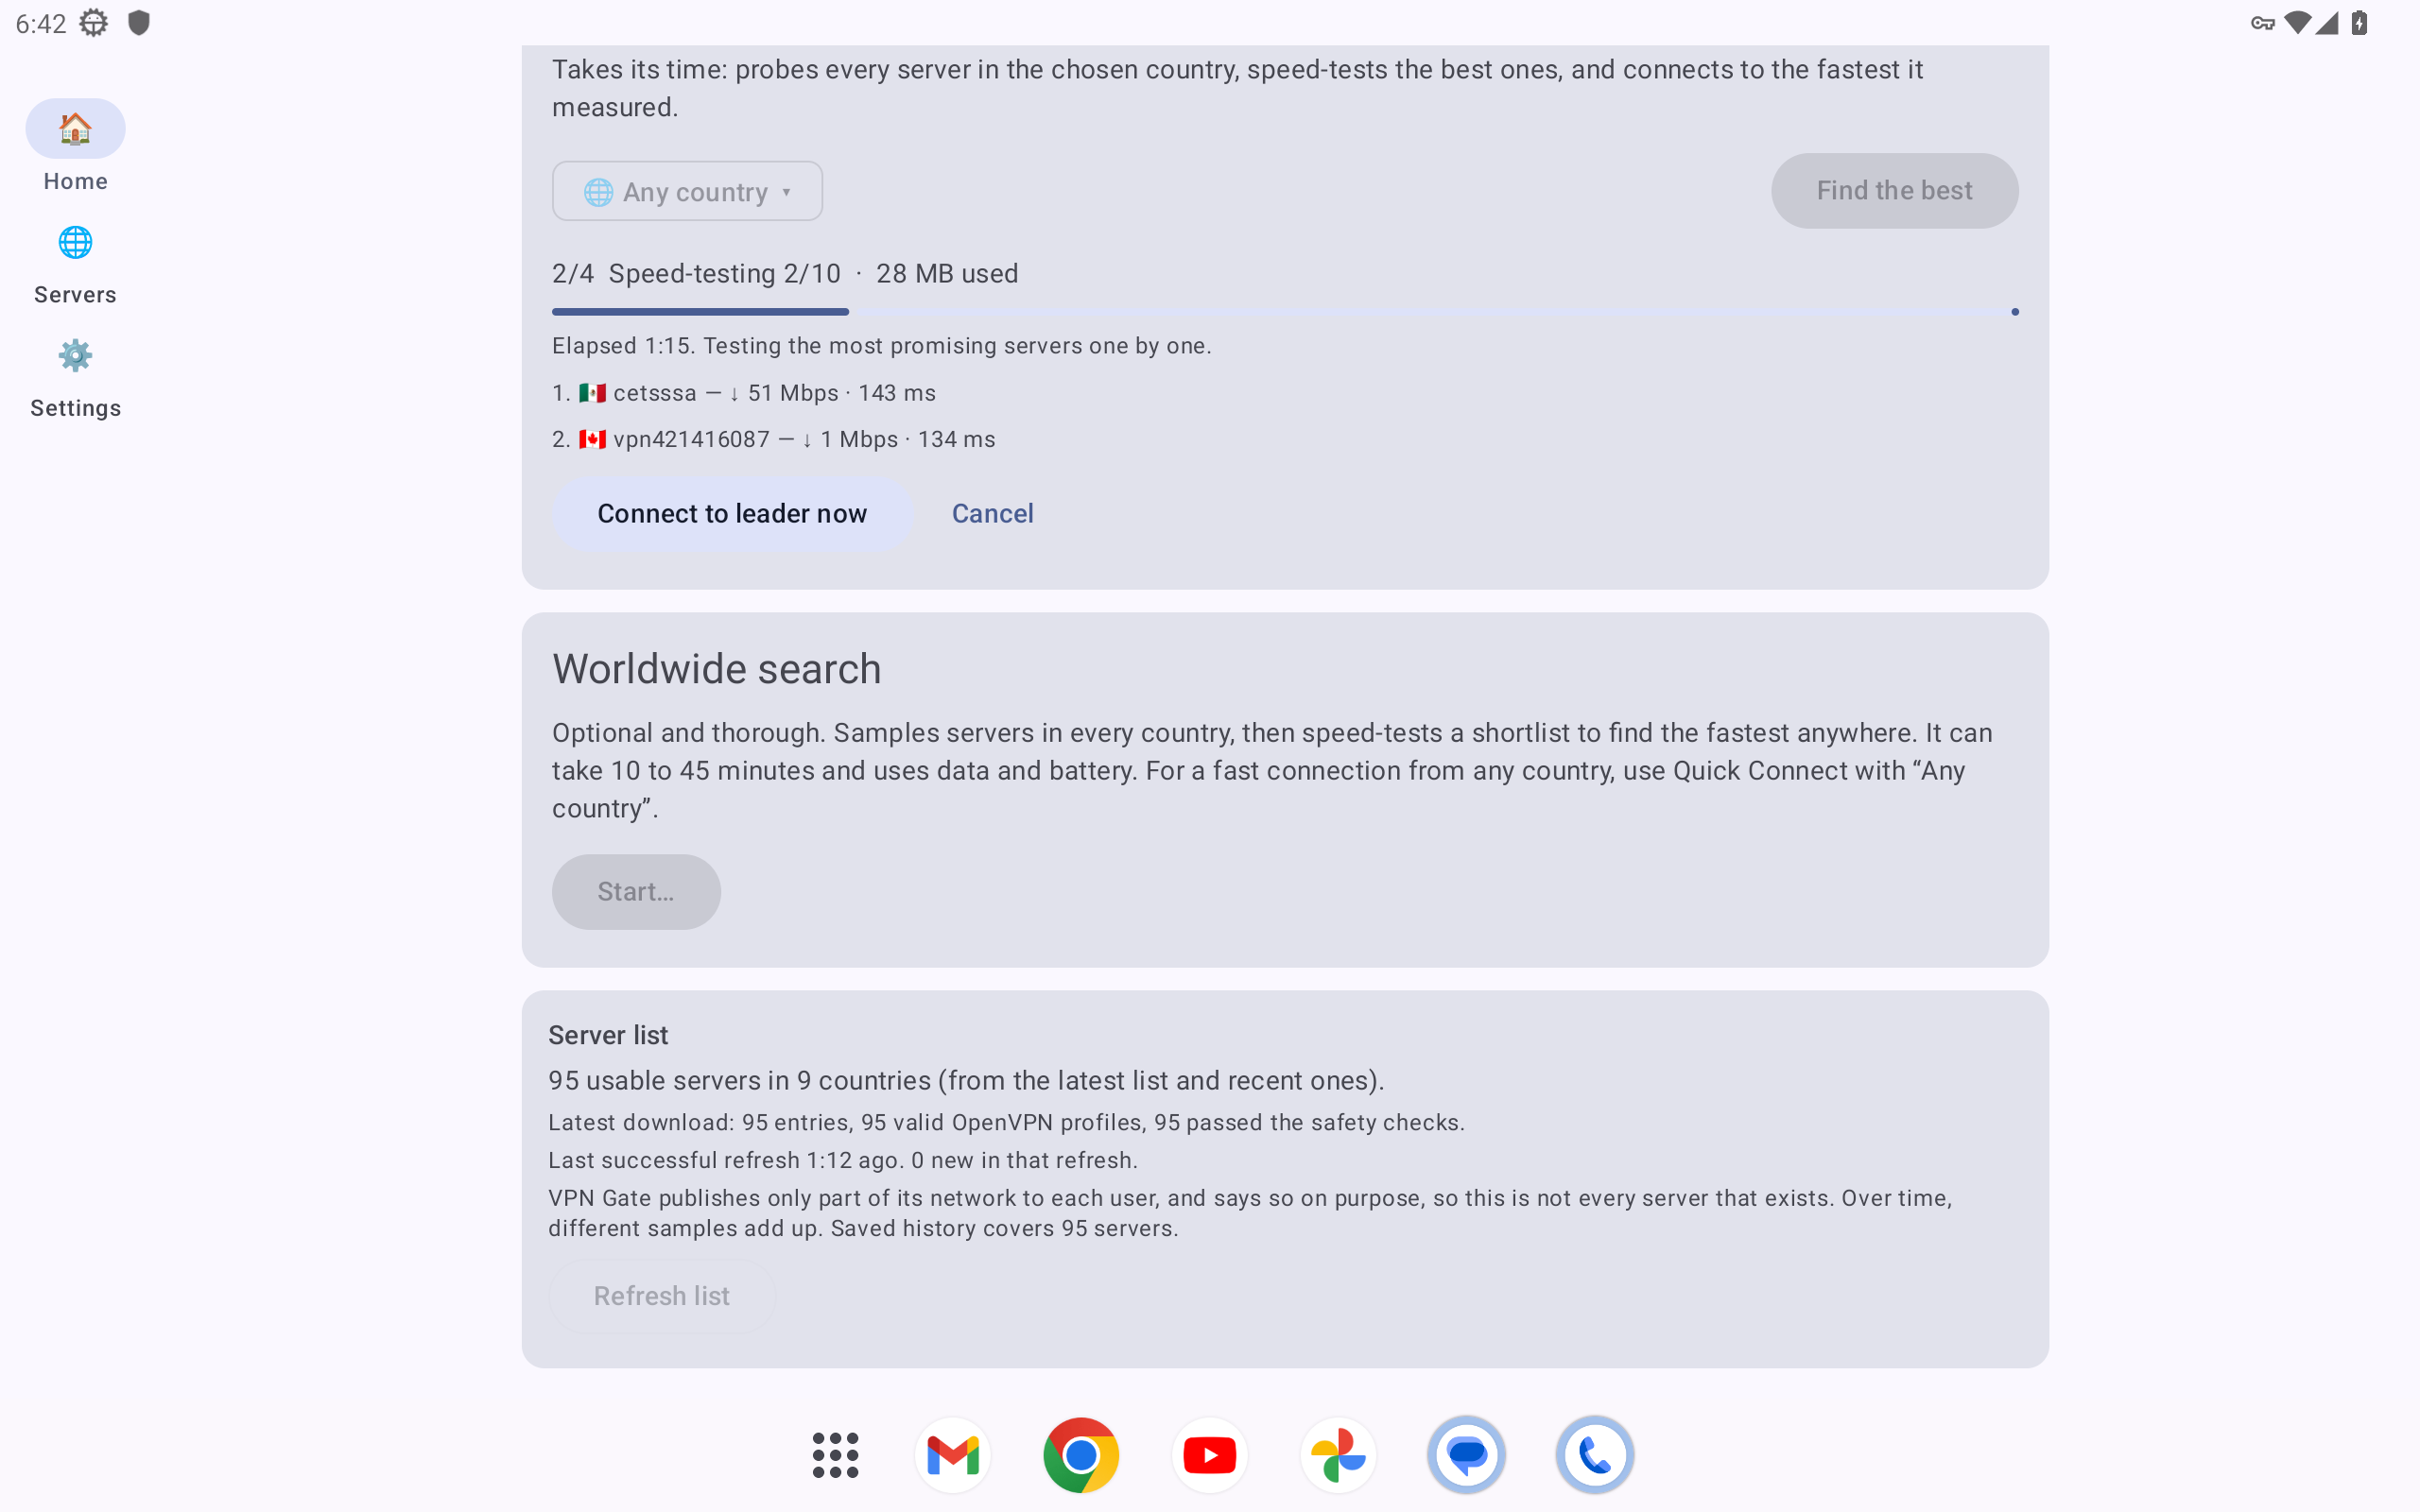 6:42
Takes its time: probes every server in the chosen country, speed-tests the best ones, and connects to the fastest it
measured.
Home
🌐 Any country ▾
Find the best
2/4 Speed-testing 2/10 · 28 MB used
Servers
Elapsed 1:15. Testing the most promising servers one by one.
1. 🇲🇽 cetsssa — ↓ 51 Mbps · 143 ms
Settings
2. 🇨🇦 vpn421416087 — ↓ 1 Mbps · 134 ms
Connect to leader now
Cancel
Worldwide search
Optional and thorough. Samples servers in every country, then speed-tests a shortlist to find the fastest anywhere. It can
take 10 to 45 minutes and uses data and battery. For a fast connection from any country, use Quick Connect with “Any
country”.
Start…
Server list
95 usable servers in 9 countries (from the latest list and recent ones).
Latest download: 95 entries, 95 valid OpenVPN profiles, 95 passed the safety checks.
Last successful refresh 1:12 ago. 0 new in that refresh.
VPN Gate publishes only part of its network to each user, and says so on purpose, so this is not every server that exists. Over time,
different samples add up. Saved history covers 95 servers.
Refresh list